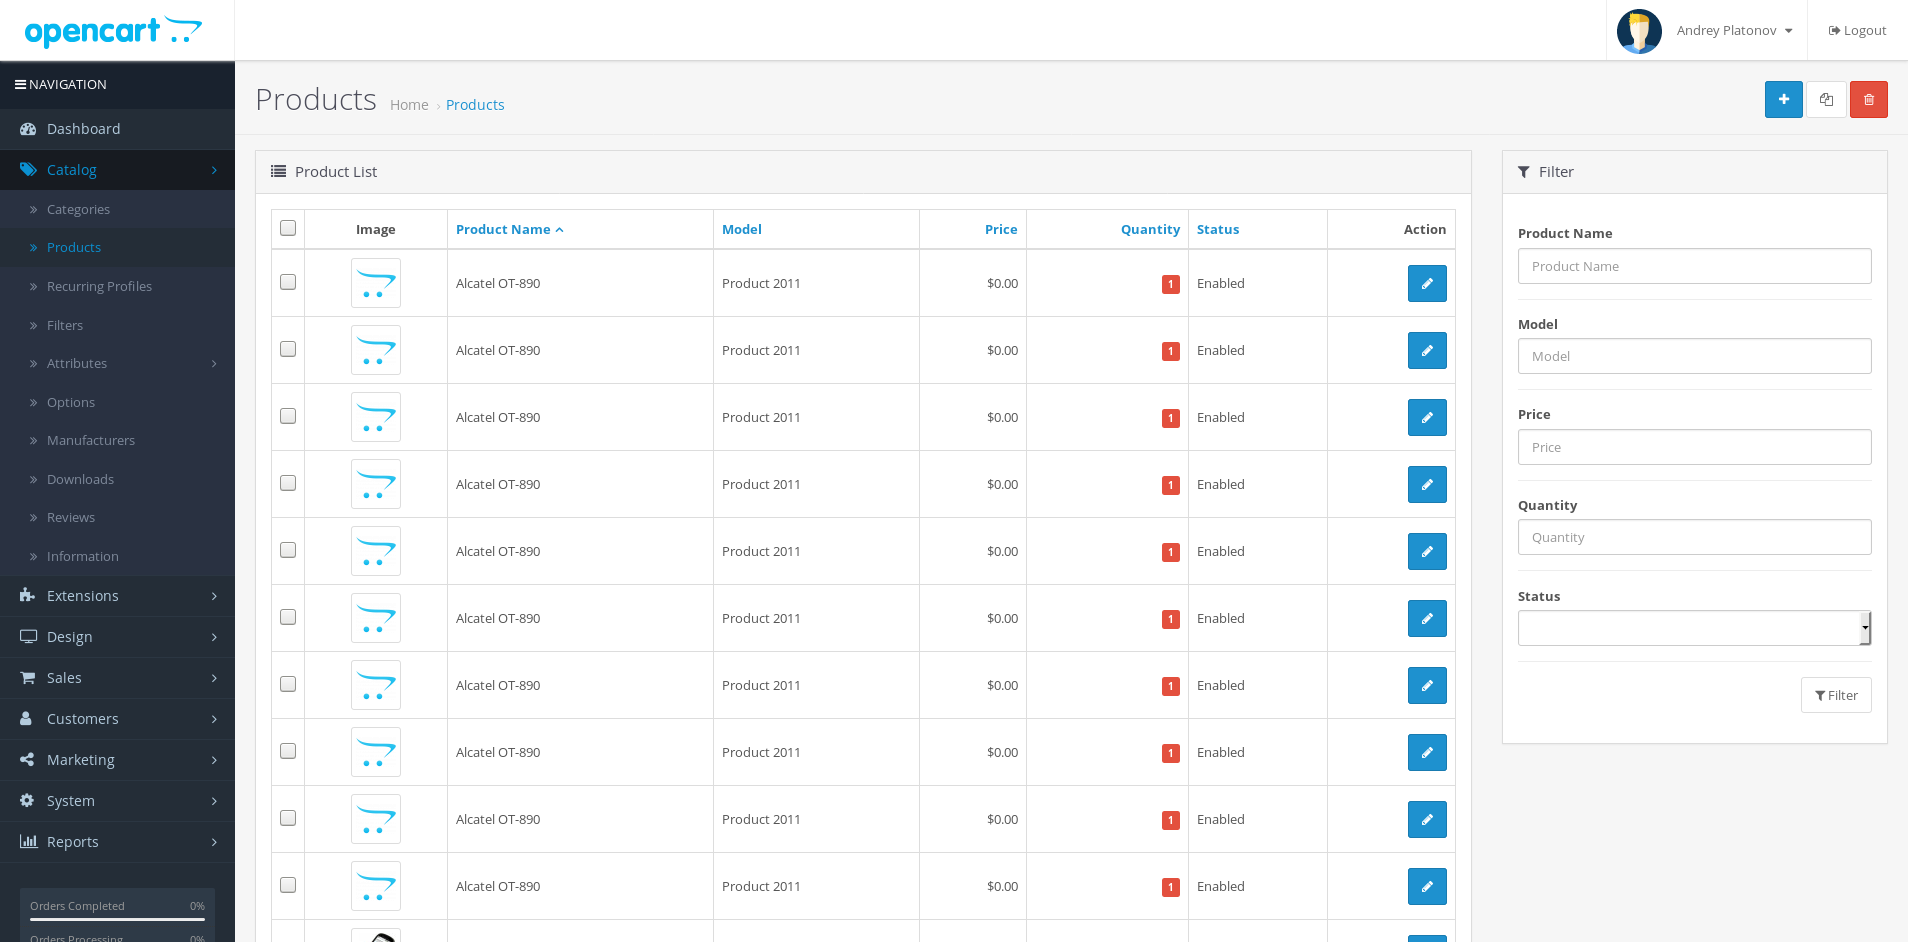 opencart
Andrey Platonov
Logout
NAVIGATION
Dashboard
Catalog
Categories
Products
Recurring Profiles
Filters
Attributes
Options
Manufacturers
Downloads
Reviews
Information
Extensions
Design
Sales
Customers
Marketing
System
Reports
Orders Completed 0%
Orders Processing 0%
Products Home › Products
Product List
Image Product Name Model Price Quantity Status Action
Alcatel OT-890 Product 2011 $0.00 1 Enabled
Alcatel OT-890 Product 2011 $0.00 1 Enabled
Alcatel OT-890 Product 2011 $0.00 1 Enabled
Alcatel OT-890 Product 2011 $0.00 1 Enabled
Alcatel OT-890 Product 2011 $0.00 1 Enabled
Alcatel OT-890 Product 2011 $0.00 1 Enabled
Alcatel OT-890 Product 2011 $0.00 1 Enabled
Alcatel OT-890 Product 2011 $0.00 1 Enabled
Alcatel OT-890 Product 2011 $0.00 1 Enabled
Alcatel OT-890 Product 2011 $0.00 1 Enabled
Filter
Product Name
Product Name
Model
Model
Price
Price
Quantity
Quantity
Status
Filter